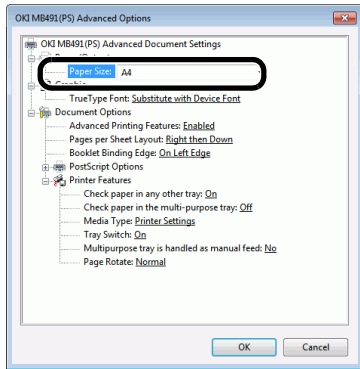 OKI MB491(PS) Advanced Options
OKI MB491(PS) Advanced Document Settings
Paper Size: A4
TrueType Font: Substitute with Device Font
Document Options
Advanced Printing Features: Enabled
Pages per Sheet Layout: Right then Down
Booklet Binding Edge: On Left Edge
PostScript Options
Printer Features
Check paper in any other tray: On
Check paper in the multi-purpose tray: Off
Media Type: Printer Settings
Tray Switch: On
Multipurpose tray is handled as manual feed: No
Page Rotate: Normal
OK Cancel